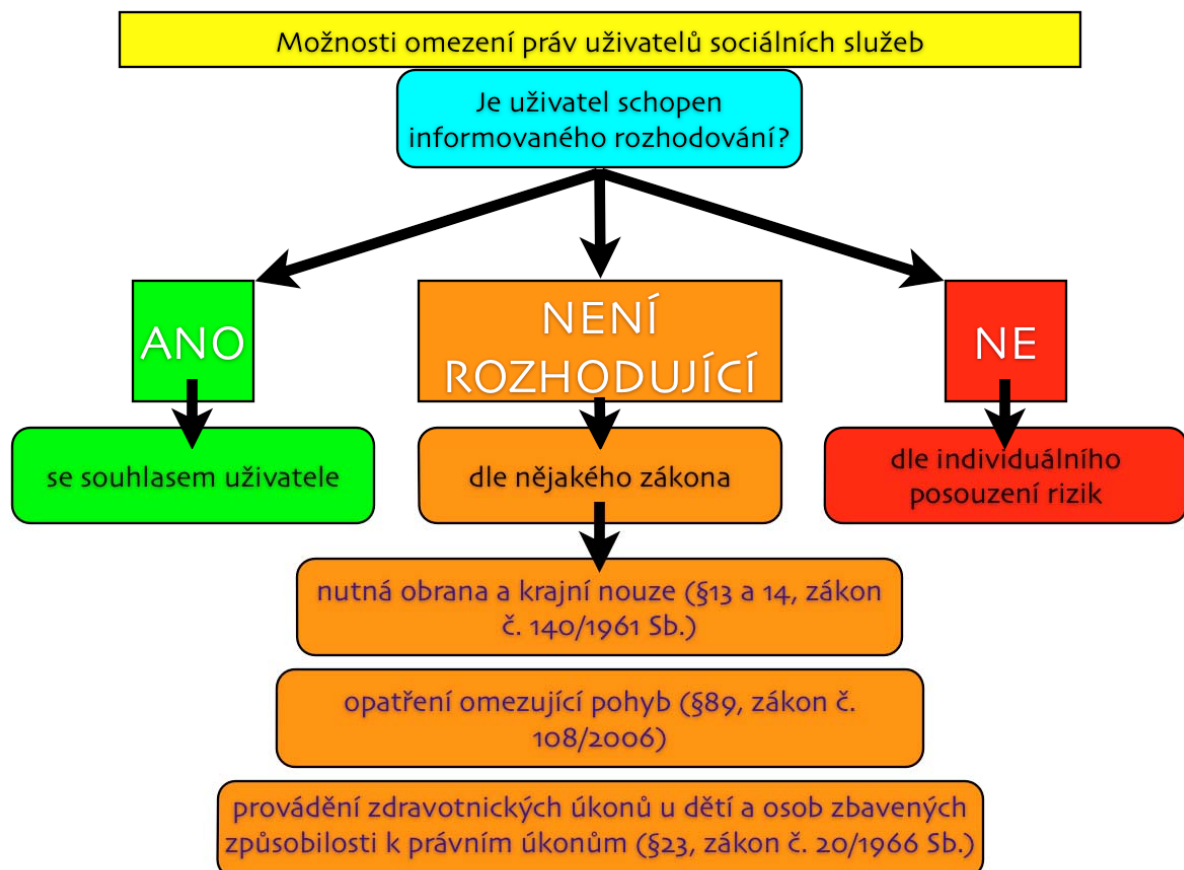 Možnosti omezení práv uživatelů sociálních služeb
Je uživatel schopen
informovaného rozhodování?
ANO
NENÍ
ROZHODUJÍCÍ
NE
se souhlasem uživatele
dle nějakého zákona
dle individuálního
posouzení rizik
nutná obrana a krajní nouze (§13 a 14, zákon
č. 140/1961 Sb.)
opatření omezující pohyb (§89, zákon č.
108/2006)
provádění zdravotnických úkonů u dětí a osob zbavených
způsobilosti k právním úkonům (§23, zákon č. 20/1966 Sb.)